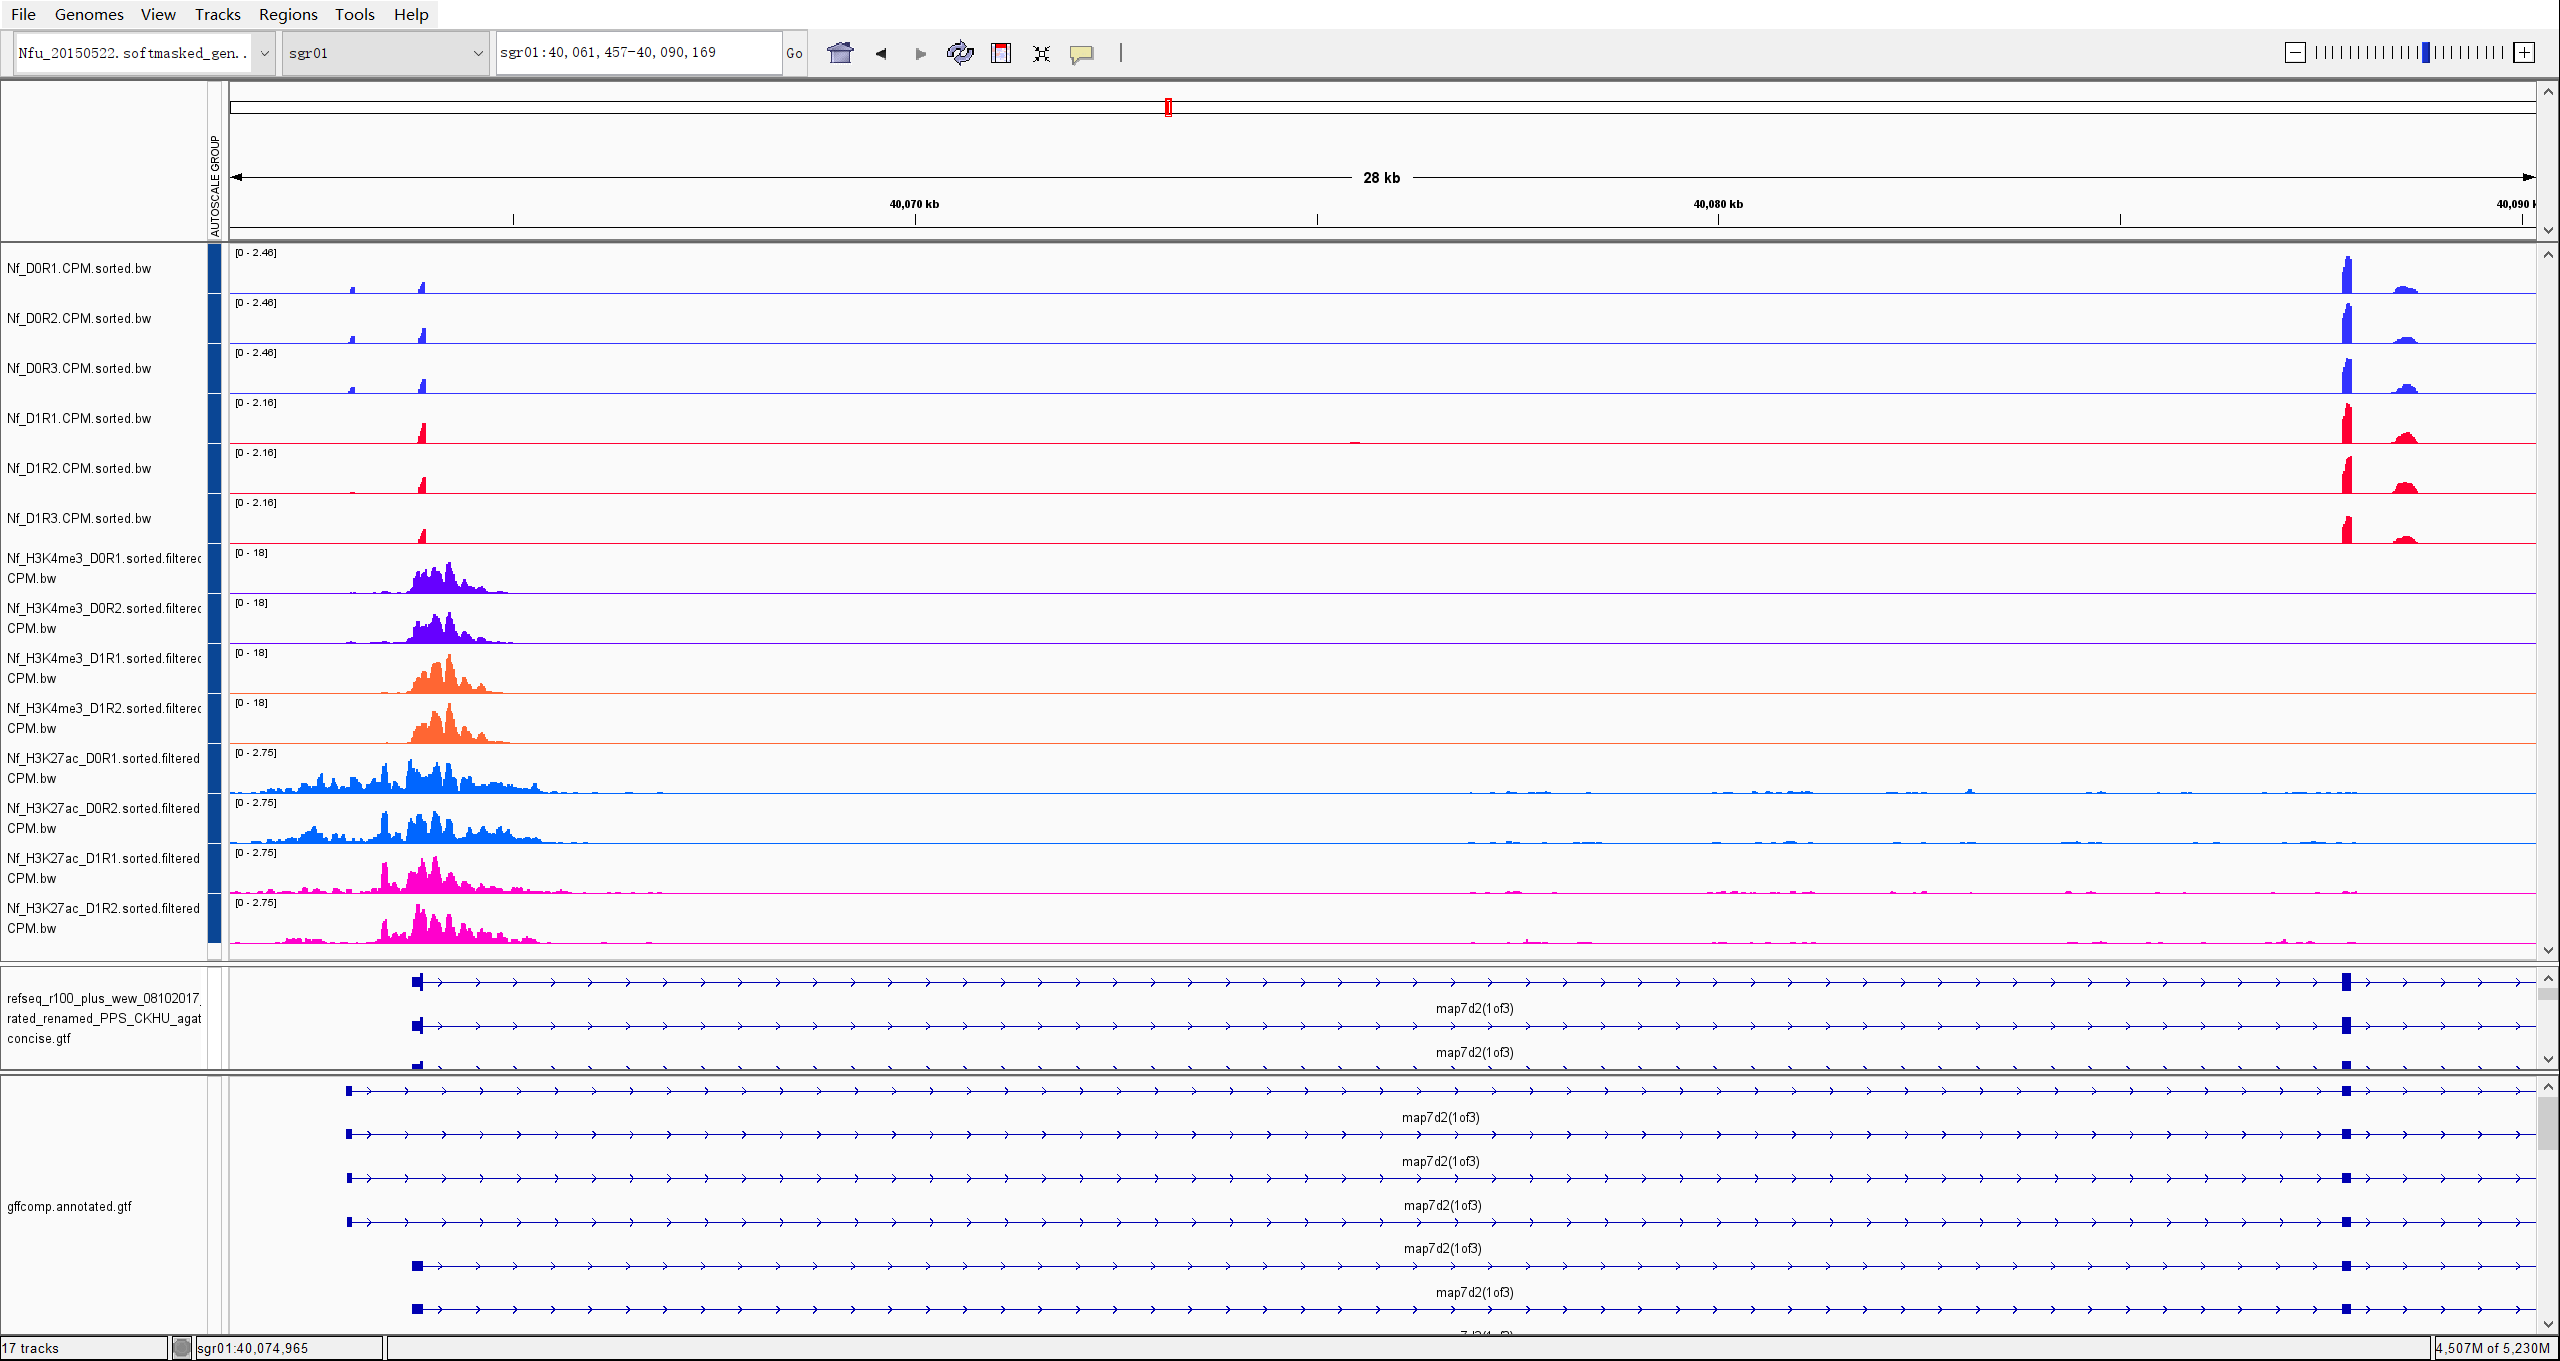 File Genomes View Tracks Regions Tools Help
Nfu_20150522.softmasked_gen.. sgr01 sgr01:40,061,457-40,090,169 Go
AUTOSCALE GROUP
28 kb
40,070 kb 40,080 kb 40,090 k
Nf_D0R1.CPM.sorted.bw [0 - 2.46]
Nf_D0R2.CPM.sorted.bw [0 - 2.46]
Nf_D0R3.CPM.sorted.bw [0 - 2.46]
Nf_D1R1.CPM.sorted.bw [0 - 2.16]
Nf_D1R2.CPM.sorted.bw [0 - 2.16]
Nf_D1R3.CPM.sorted.bw [0 - 2.16]
Nf_H3K4me3_D0R1.sorted.filtered [0 - 18]
CPM.bw
Nf_H3K4me3_D0R2.sorted.filtered [0 - 18]
CPM.bw
Nf_H3K4me3_D1R1.sorted.filtered [0 - 18]
CPM.bw
Nf_H3K4me3_D1R2.sorted.filtered [0 - 18]
CPM.bw
Nf_H3K27ac_D0R1.sorted.filtered [0 - 2.75]
CPM.bw
Nf_H3K27ac_D0R2.sorted.filtered [0 - 2.75]
CPM.bw
Nf_H3K27ac_D1R1.sorted.filtered [0 - 2.75]
CPM.bw
Nf_H3K27ac_D1R2.sorted.filtered [0 - 2.75]
CPM.bw
refseq_r100_plus_wew_08102017_
rated_renamed_PPS_CKHU_agat
concise.gtf
map7d2(1of3)
map7d2(1of3)
gffcomp.annotated.gtf
map7d2(1of3)
map7d2(1of3)
map7d2(1of3)
map7d2(1of3)
map7d2(1of3)
17 tracks sgr01:40,074,965 4,507M of 5,230M